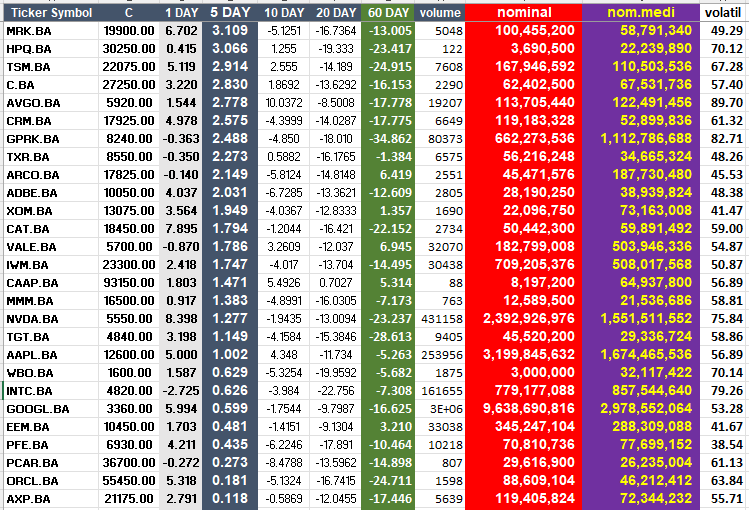 Ticker Symbol C 1 DAY 5 DAY 10 DAY 20 DAY 60 DAY volume nominal nom.medi volatil
MRK.BA 19900.00 6.702 3.109 -5.1251 -16.7364 -13.005 5048 100,455,200 58,791,340 49.29
HPQ.BA 30250.00 0.415 3.066 1.255 -19.333 -23.417 122 3,690,500 22,239,890 70.12
TSM.BA 22075.00 5.119 2.914 2.555 -14.189 -24.915 7608 167,946,592 110,503,536 67.28
C.BA 27250.00 3.220 2.830 1.8692 -13.6292 -16.153 2290 62,402,500 67,531,736 57.40
AVGO.BA 5920.00 1.544 2.778 10.0372 -8.5008 -17.778 19207 113,705,440 122,491,456 89.70
CRM.BA 17925.00 4.978 2.575 -4.3999 -14.0287 -17.775 6649 119,183,328 52,899,836 61.32
GPRK.BA 8240.00 -0.363 2.488 -4.850 -18.010 -34.862 80373 662,273,536 1,112,786,688 82.71
TXR.BA 8550.00 -0.350 2.273 0.5882 -16.1765 -1.384 6575 56,216,248 34,665,324 48.26
ARCO.BA 17825.00 -0.140 2.149 -5.8124 -14.8148 6.419 2551 45,471,576 187,730,480 45.53
ADBE.BA 10050.00 4.037 2.031 -6.7285 -13.3621 -12.609 2805 28,190,250 38,939,824 48.38
XOM.BA 13075.00 3.564 1.949 -4.0367 -12.8333 1.357 1690 22,096,750 73,163,008 41.47
CAT.BA 18450.00 7.895 1.794 -1.2044 -16.421 -22.152 2734 50,442,300 59,891,492 59.00
VALE.BA 5700.00 -0.870 1.786 3.2609 -12.037 6.945 32070 182,799,008 503,946,336 54.87
IWM.BA 23300.00 2.418 1.747 -4.017 -13.704 -14.495 30438 709,205,376 508,017,568 50.87
CAAP.BA 93150.00 1.803 1.471 5.4926 0.7027 5.314 88 8,197,200 64,937,800 56.89
MMM.BA 16500.00 0.917 1.383 -4.8991 -16.0305 -7.173 763 12,589,500 21,536,686 58.81
NVDA.BA 5550.00 8.398 1.277 -1.9435 -13.0094 -23.237 431158 2,392,926,976 1,551,511,552 75.84
TGT.BA 4840.00 3.198 1.149 -4.1584 -15.3846 -28.613 9405 45,520,200 29,336,724 58.86
AAPL.BA 12600.00 5.000 1.002 4.348 -11.734 -5.263 253956 3,199,845,632 1,674,465,536 56.89
WBO.BA 1600.00 1.587 0.629 -5.3254 -19.9592 -5.682 1875 3,000,000 32,117,422 70.14
INTC.BA 4820.00 -2.725 0.626 -3.984 -22.756 -7.308 161655 779,177,088 857,544,640 79.26
GOOGL.BA 3360.00 5.994 0.599 -1.7544 -9.7987 -16.625 3E+06 9,638,690,816 2,978,552,064 53.28
EEM.BA 10450.00 1.703 0.481 -1.4151 -9.1304 3.210 33038 345,247,104 288,309,088 41.67
PFE.BA 6930.00 4.211 0.435 -6.2246 -17.891 -10.464 10218 70,810,736 77,699,152 38.54
PCAR.BA 36700.00 -0.272 0.273 -8.4788 -13.5962 -14.898 807 29,616,900 26,235,004 61.13
ORCL.BA 55450.00 5.318 0.181 -5.1324 -16.7415 -24.711 1598 88,609,104 46,212,412 63.84
AXP.BA 21175.00 2.791 0.118 -0.5869 -12.0455 -17.446 5639 119,405,824 72,344,232 55.71